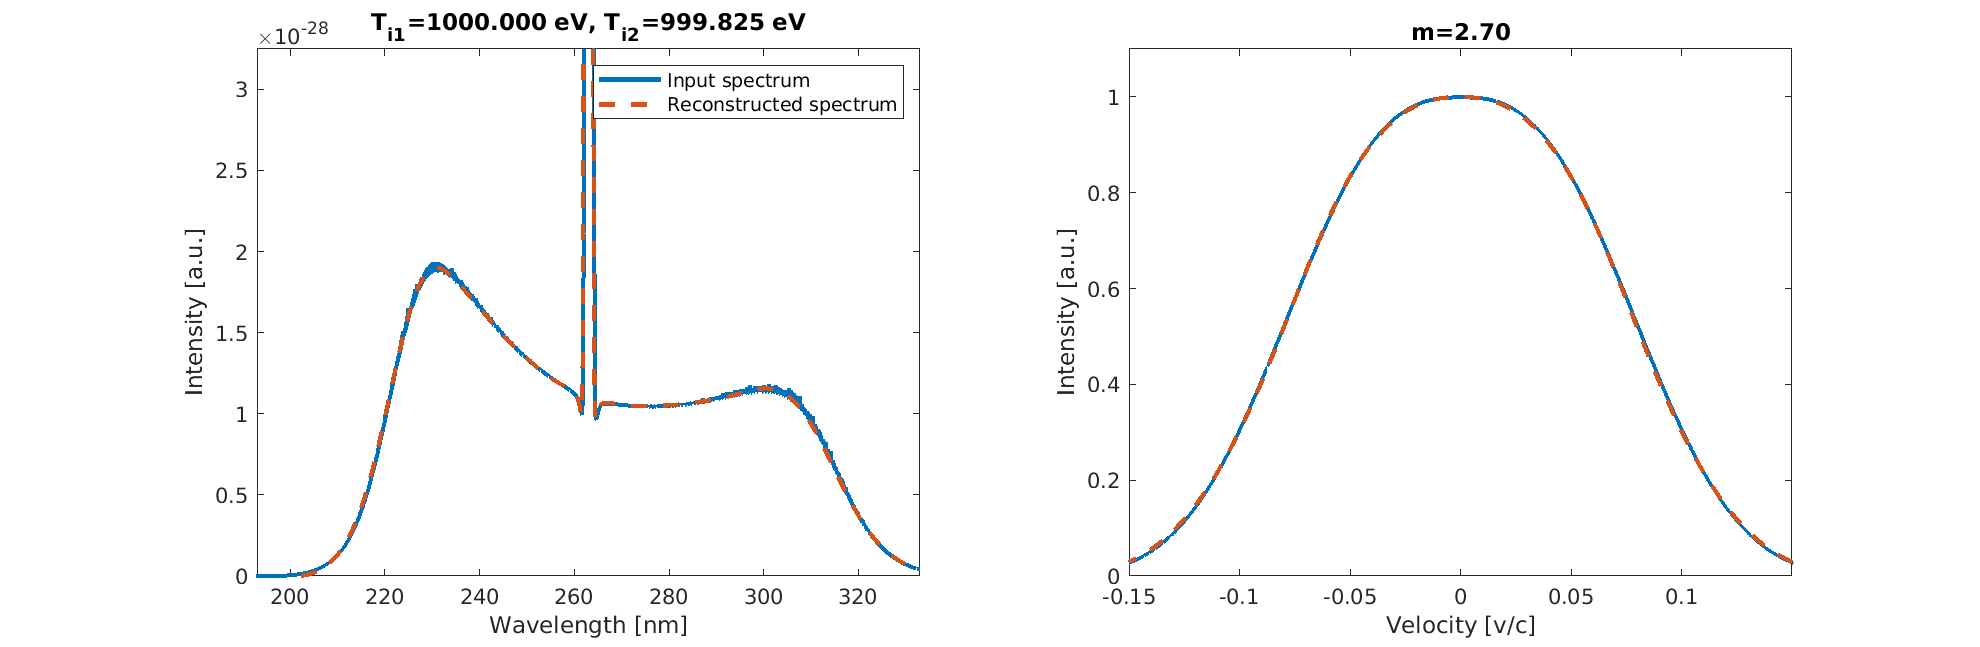 T_i1=1000.000 eV, T_i2=999.825 eV
×10^-28
Input spectrum
Reconstructed spectrum
3
2.5
2
1.5
1
0.5
0
Intensity [a.u.]
200 220 240 260 280 300 320
Wavelength [nm]
m=2.70
1
0.8
0.6
0.4
0.2
0
Intensity [a.u.]
-0.15 -0.1 -0.05 0 0.05 0.1
Velocity [v/c]